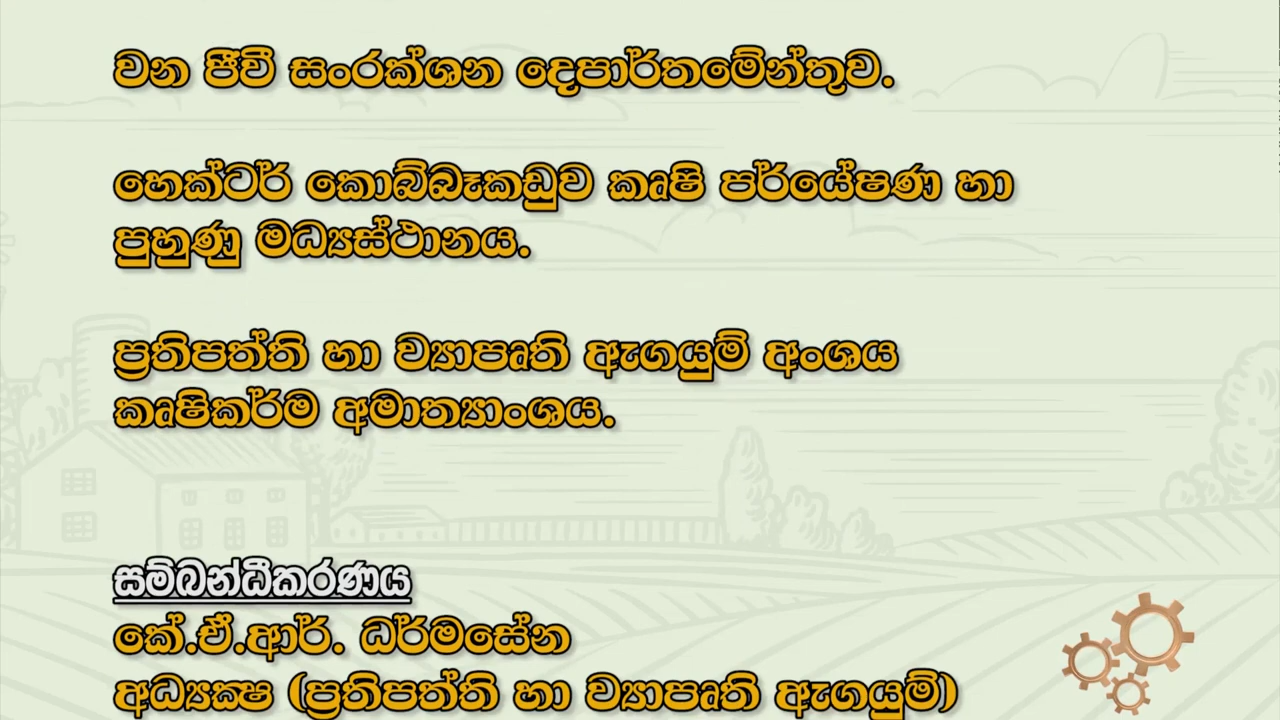 වන ජීවී සංරක්ශන දෙපාර්තමේන්තුව.
හෙක්ටර් කොබ්බෑකඩුව කෘෂි පර්යේෂණ හා
පුහුණු මධ්‍යස්ථානය.
ප්‍රතිපත්ති හා ව්‍යාපෘති ඇගයුම් අංශය
කෘෂිකර්ම අමාත්‍යාංශය.
සම්බන්ධීකරණය
කේ.ඒ.ආර්. ධර්මසේන
අධ්‍යක්‍ෂ (ප්‍රතිපත්ති හා ව්‍යාපෘති ඇගයුම්)